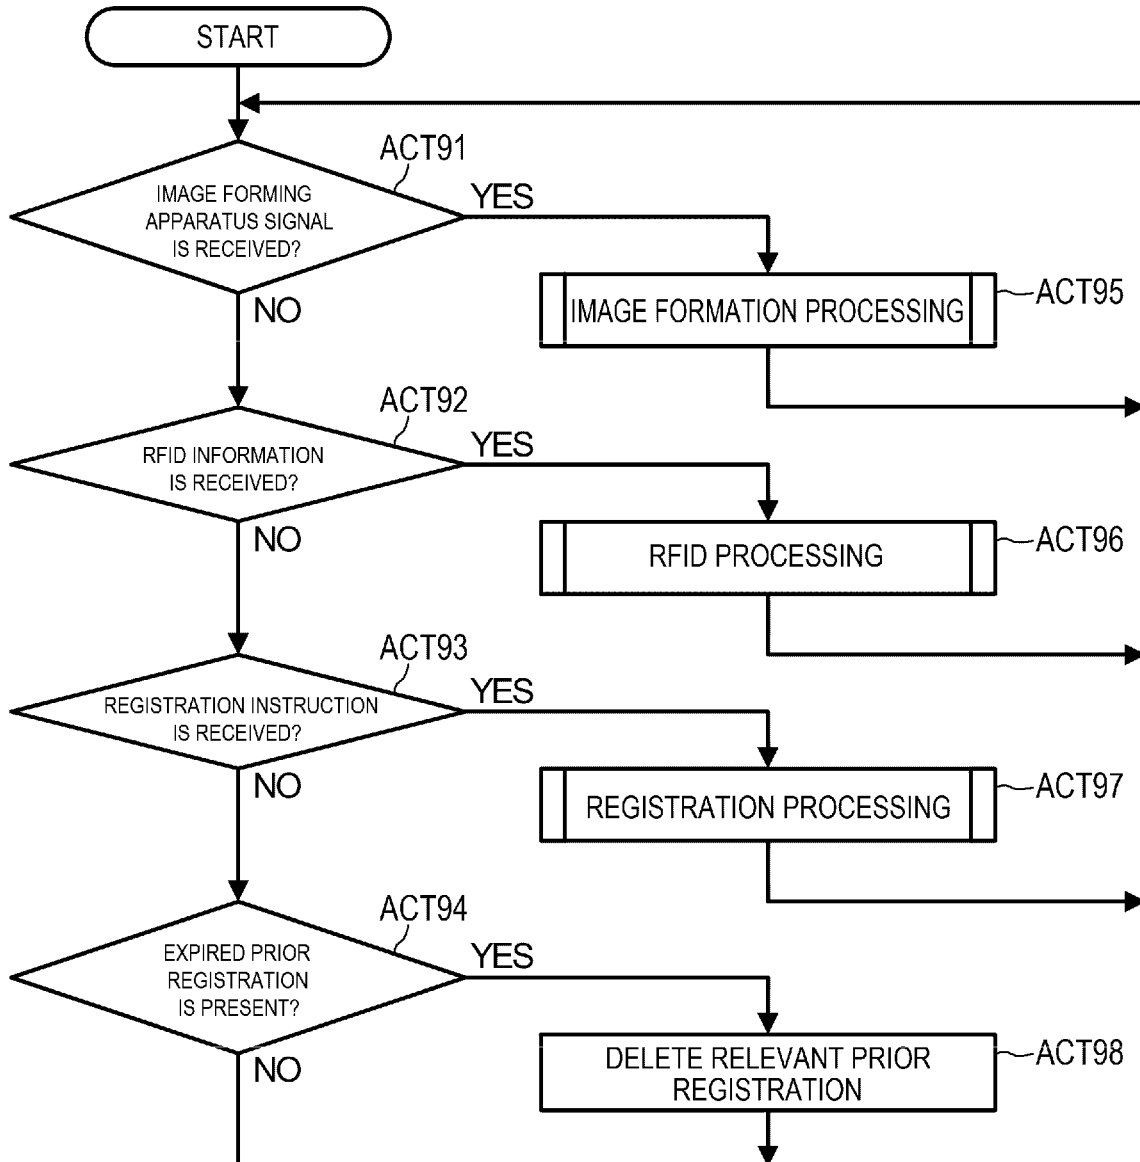 START
ACT91
IMAGE FORMING
APPARATUS SIGNAL
IS RECEIVED?
YES
NO
IMAGE FORMATION PROCESSING
ACT95
ACT92
RFID INFORMATION
IS RECEIVED?
YES
NO
RFID PROCESSING
ACT96
ACT93
REGISTRATION INSTRUCTION
IS RECEIVED?
YES
NO
REGISTRATION PROCESSING
ACT97
ACT94
EXPIRED PRIOR
REGISTRATION
IS PRESENT?
YES
NO
DELETE RELEVANT PRIOR
REGISTRATION
ACT98